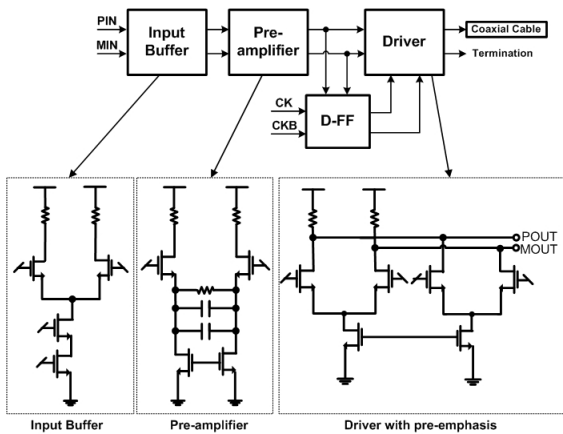 PIN
MIN
Input
Buffer
Pre-
amplifier
Driver
Coaxial Cable
Termination
CK
CKB
D-FF
POUT
MOUT
Input Buffer
Pre-amplifier
Driver with pre-emphasis